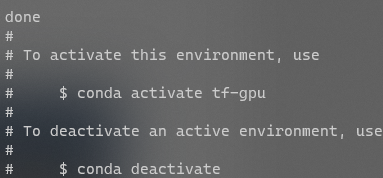 done
#
# To activate this environment, use
#
#     $ conda activate tf-gpu
#
# To deactivate an active environment, use
#
#     $ conda deactivate